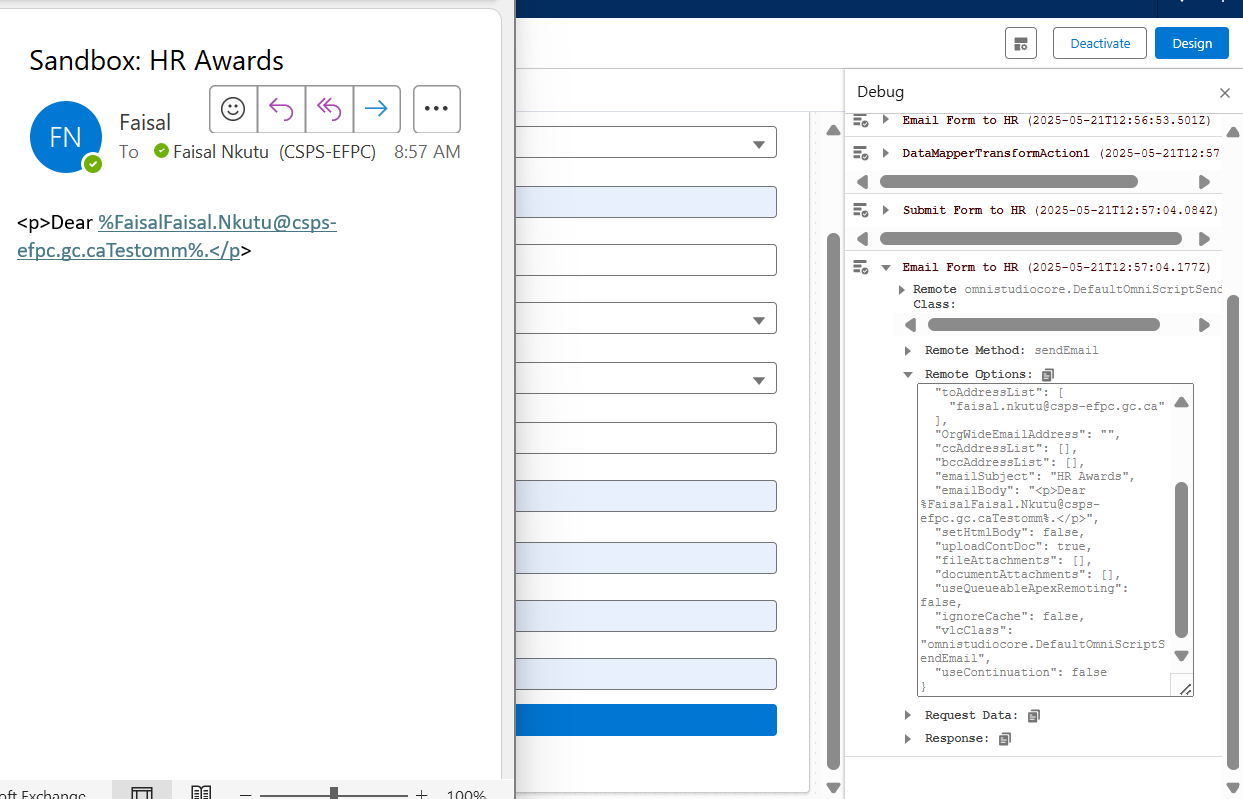 Sandbox: HR Awards
FN
Faisal
To Faisal Nkutu (CSPS-EFPC) 8:57 AM
<p>Dear %FaisalFaisal.Nkutu@csps-
efpc.gc.caTestomm%.</p>
100%
Deactivate
Design
Debug
Email Form to HR (2025-05-21T12:56:53.501Z)
DataMapperTransformAction1 (2025-05-21T12:57
Submit Form to HR (2025-05-21T12:57:04.084Z)
Email Form to HR (2025-05-21T12:57:04.177Z)
Remote omnistudiocore.DefaultOmniScriptSend
Class:
Remote Method: sendEmail
Remote Options:
"toAddressList": [
"faisal.nkutu@csps-efpc.gc.ca"
],
"OrgWideEmailAddress": "",
"ccAddressList": [],
"bccAddressList": [],
"emailSubject": "HR Awards",
"emailBody": "<p>Dear
%FaisalFaisal.Nkutu@csps-
efpc.gc.caTestomm%.</p>",
"setHtmlBody": false,
"uploadContDoc": true,
"fileAttachments": [],
"documentAttachments": [],
"useQueueableApexRemoting":
false,
"ignoreCache": false,
"vlcClass":
"omnistudiocore.DefaultOmniScriptS
endEmail",
"useContinuation": false
}
Request Data:
Response: